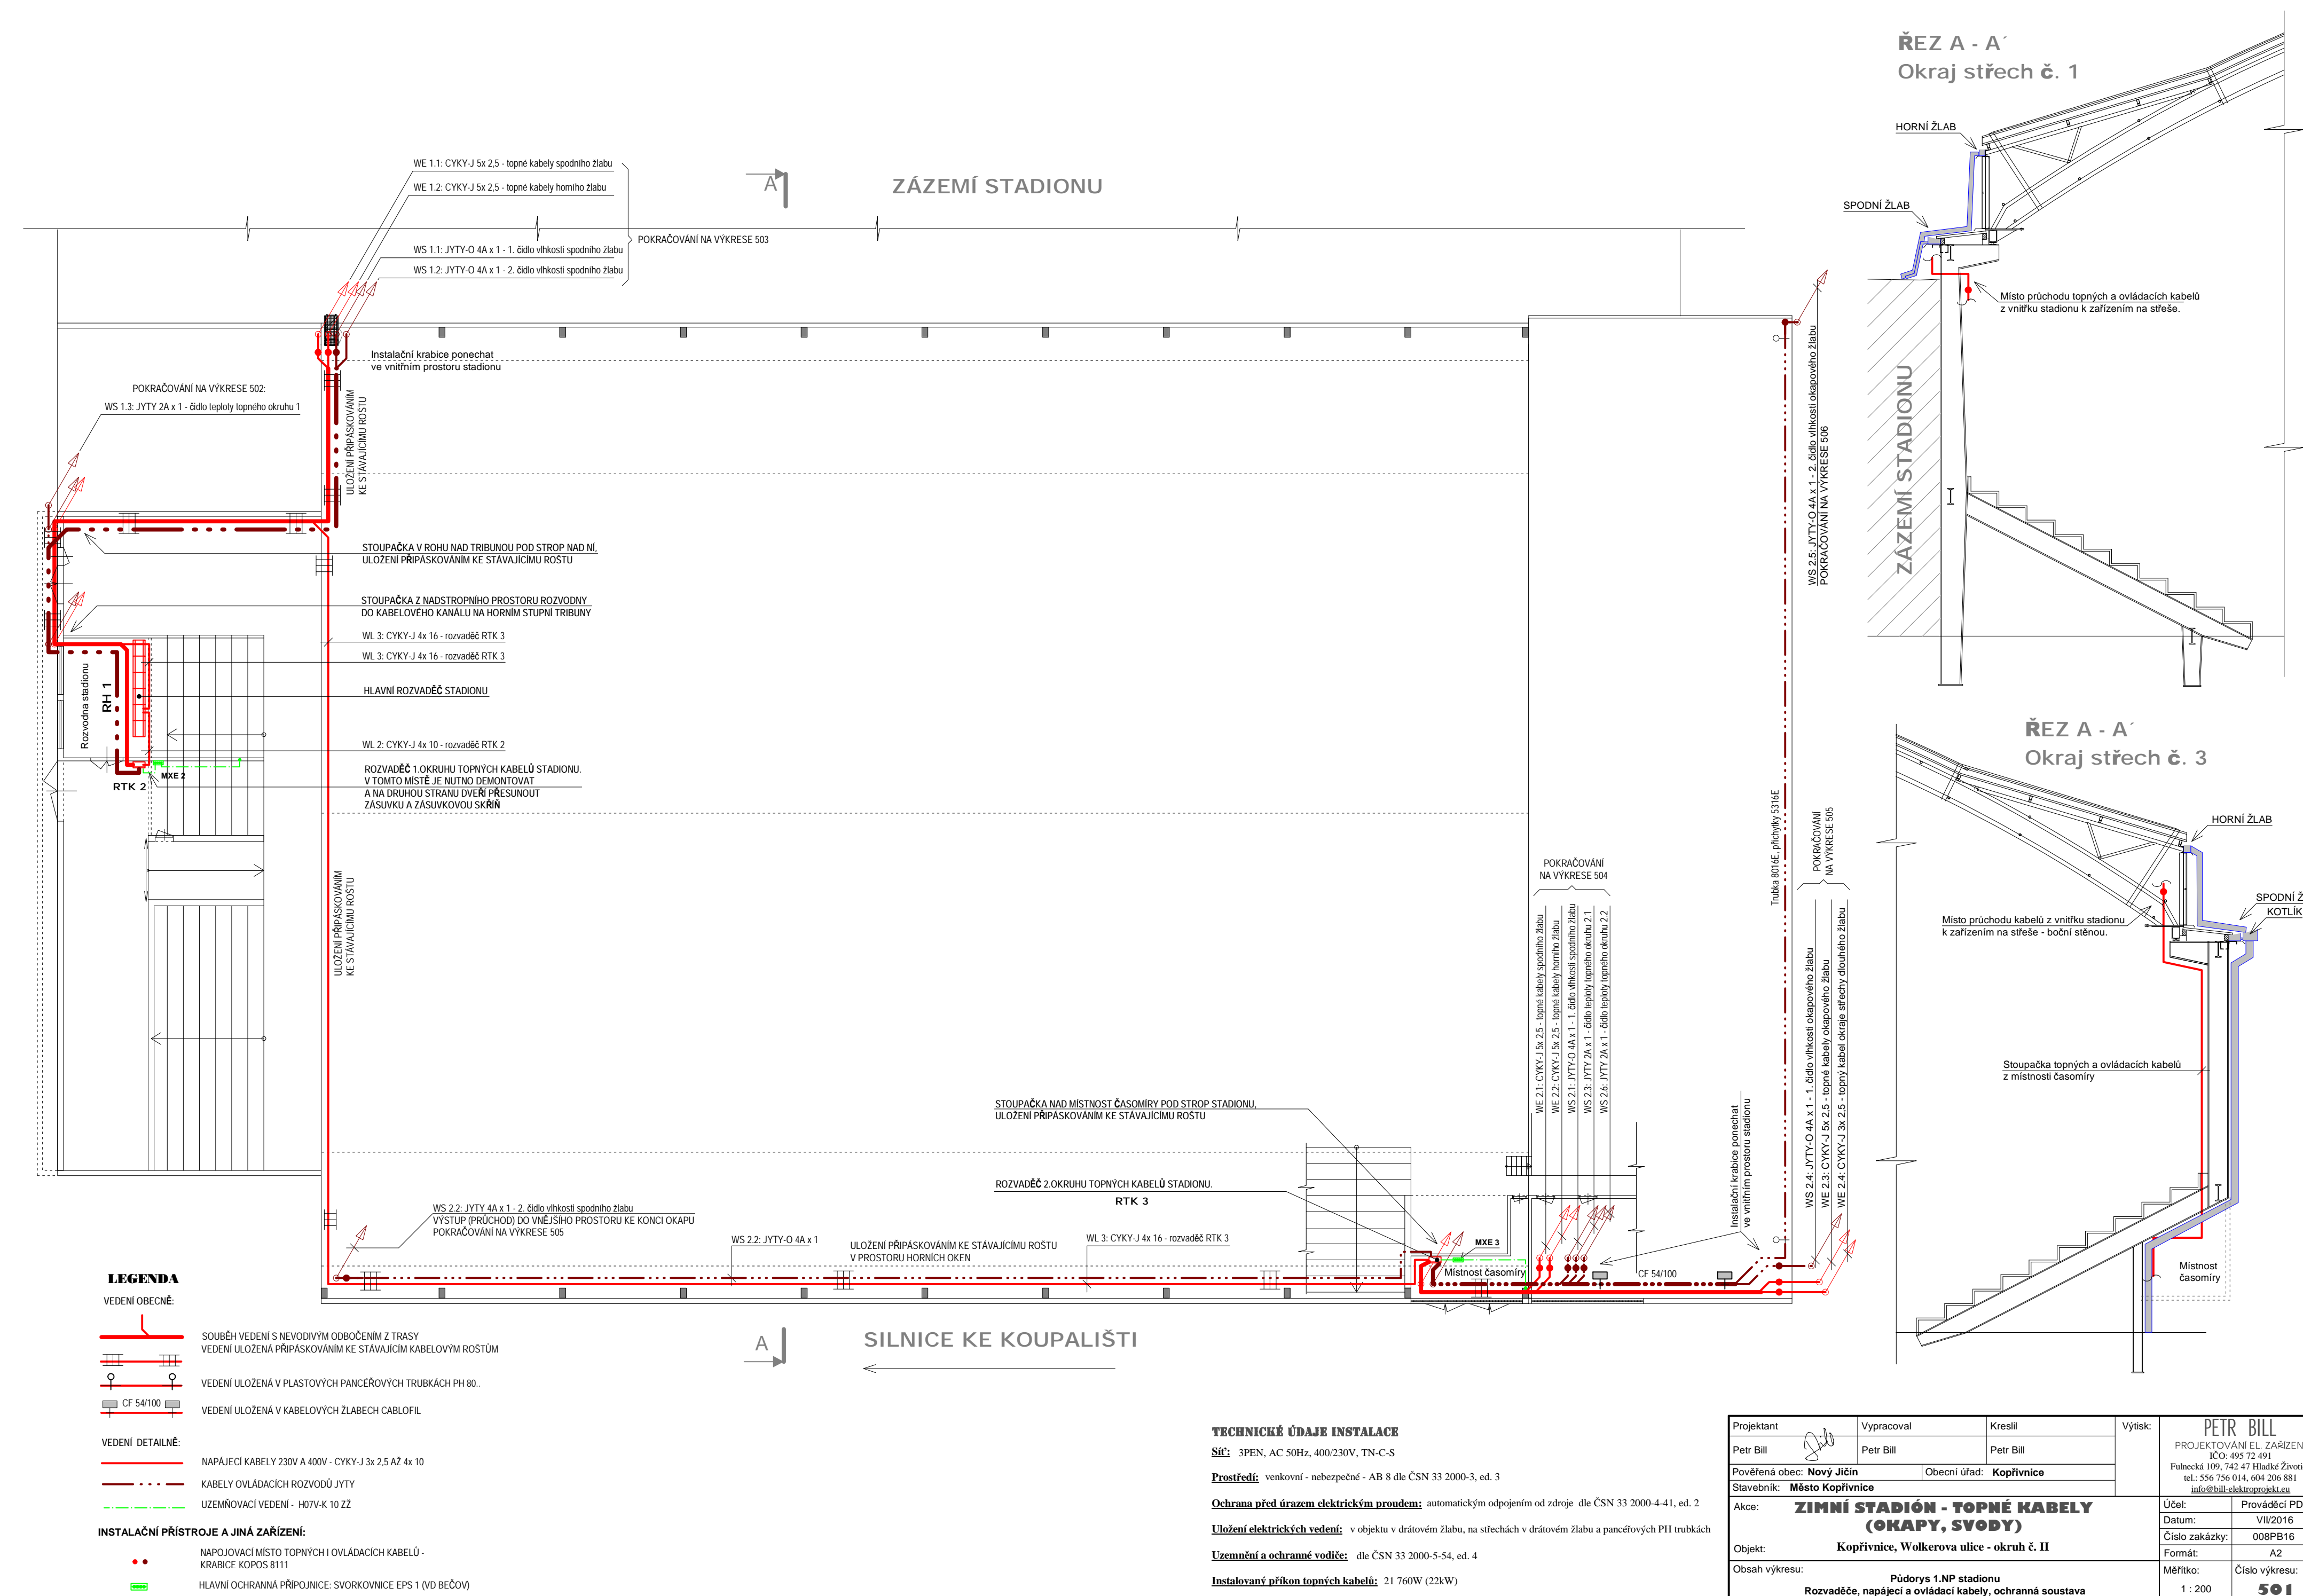 ŘEZ A - A´
Okraj střech č. 1
HORNÍ ŽLAB
SPODNÍ ŽLAB
Místo průchodu topných a ovládacích kabelů
z vnitřku stadionu k zařízením na střeše.
ZÁZEMÍ STADIONU
WE 1.1: CYKY-J 5x 2,5 - topné kabely spodního žlabu
WE 1.2: CYKY-J 5x 2,5 - topné kabely horního žlabu
WS 1.1: JYTY-O 4A x 1 - 1. čidlo vlhkosti spodního žlabu
WS 1.2: JYTY-O 4A x 1 - 2. čidlo vlhkosti spodního žlabu
POKRAČOVÁNÍ NA VÝKRESE 503
A
ZÁZEMÍ STADIONU
Instalační krabice ponechat
ve vnitřním prostoru stadionu
POKRAČOVÁNÍ NA VÝKRESE 502:
WS 1.3: JYTY 2A x 1 - čidlo teploty topného okruhu 1
ULOŽENÍ PŘIPÁSKOVÁNÍM
KE STÁVAJÍCÍMU ROŠTU
STOUPAČKA V ROHU NAD TRIBUNOU POD STROP NAD NÍ,
ULOŽENÍ PŘIPÁSKOVÁNÍM KE STÁVAJÍCÍMU ROŠTU
STOUPAČKA Z NADSTROPNÍHO PROSTORU ROZVODNY
DO KABELOVÉHO KANÁLU NA HORNÍM STUPNI TRIBUNY
WL 3: CYKY-J 4x 16 - rozvaděč RTK 3
WL 3: CYKY-J 4x 16 - rozvaděč RTK 3
HLAVNÍ ROZVADĚČ STADIONU
Rozvodna stadionu
RH 1
WL 2: CYKY-J 4x 10 - rozvaděč RTK 2
ROZVADĚČ 1.OKRUHU TOPNÝCH KABELŮ STADIONU.
V TOMTO MÍSTĚ JE NUTNO DEMONTOVAT
A NA DRUHOU STRANU DVEŘÍ PŘESUNOUT
ZÁSUVKU A ZÁSUVKOVOU SKŘÍŇ
MXE 2
RTK 2
ULOŽENÍ PŘIPÁSKOVÁNÍM
KE STÁVAJÍCÍMU ROŠTU
WS 2.5: JYTY-O 4A x 1 - 2. čidlo vlhkosti okapového žlabu
POKRAČOVÁNÍ NA VÝKRESE 506
Trubka 8016E, příchytky 5316E
POKRAČOVÁNÍ
NA VÝKRESE 505
POKRAČOVÁNÍ
NA VÝKRESE 504
WE 2.1: CYKY-J 5x 2,5 - topné kabely spodního žlabu
WE 2.2: CYKY-J 5x 2,5 - topné kabely horního žlabu
WS 2.1: JYTY-O 4A x 1 - 1. čidlo vlhkosti spodního žlabu
WS 2.3: JYTY 2A x 1 - čidlo teploty topného okruhu 2.1
WS 2.6: JYTY 2A x 1 - čidlo teploty topného okruhu 2.2
Instalační krabice ponechat
ve vnitřním prostoru stadionu
WS 2.4: JYTY-O 4A x 1 - 1. čidlo vlhkosti okapového žlabu
WE 2.3: CYKY-J 5x 2,5 - topné kabely okapového žlabu
WE 2.4: CYKY-J 3x 2,5 - topný kabel okraje střechy dlouhého žlabu
STOUPAČKA NAD MÍSTNOST ČASOMÍRY POD STROP STADIONU,
ULOŽENÍ PŘIPÁSKOVÁNÍM KE STÁVAJÍCÍMU ROŠTU
ROZVADĚČ 2.OKRUHU TOPNÝCH KABELŮ STADIONU.
RTK 3
WS 2.2: JYTY 4A x 1 - 2. čidlo vlhkosti spodního žlabu
VÝSTUP (PRŮCHOD) DO VNĚJŠÍHO PROSTORU KE KONCI OKAPU
POKRAČOVÁNÍ NA VÝKRESE 505
WS 2.2: JYTY-O 4A x 1
ULOŽENÍ PŘIPÁSKOVÁNÍM KE STÁVAJÍCÍMU ROŠTU
V PROSTORU HORNÍCH OKEN
WL 3: CYKY-J 4x 16 - rozvaděč RTK 3
MXE 3
Místnost časomíry
CF 54/100
A
SILNICE KE KOUPALIŠTI
ŘEZ A - A´
Okraj střech č. 3
HORNÍ ŽLAB
SPODNÍ Ž
KOTLÍK
Místo průchodu kabelů z vnitřku stadionu
k zařízením na střeše - boční stěnou.
Stoupačka topných a ovládacích kabelů
z místnosti časomíry
Místnost
časomíry
LEGENDA
VEDENÍ OBECNĚ:
SOUBĚH VEDENÍ S NEVODIVÝM ODBOČENÍM Z TRASY
VEDENÍ ULOŽENÁ PŘIPÁSKOVÁNÍM KE STÁVAJÍCÍM KABELOVÝM ROŠTŮM
VEDENÍ ULOŽENÁ V PLASTOVÝCH PANCÉŘOVÝCH TRUBKÁCH PH 80..
CF 54/100
VEDENÍ ULOŽENÁ V KABELOVÝCH ŽLABECH CABLOFIL
VEDENÍ DETAILNĚ:
NAPÁJECÍ KABELY 230V A 400V - CYKY-J 3x 2,5 AŽ 4x 10
KABELY OVLÁDACÍCH ROZVODŮ JYTY
UZEMŇOVACÍ VEDENÍ - H07V-K 10 ZŽ
INSTALAČNÍ PŘÍSTROJE A JINÁ ZAŘÍZENÍ:
NAPOJOVACÍ MÍSTO TOPNÝCH I OVLÁDACÍCH KABELŮ -
KRABICE KOPOS 8111
HLAVNÍ OCHRANNÁ PŘÍPOJNICE: SVORKOVNICE EPS 1 (VD BEČOV)
TECHNICKÉ ÚDAJE INSTALACE
Síť: 3PEN, AC 50Hz, 400/230V, TN-C-S
Prostředí: venkovní - nebezpečné - AB 8 dle ČSN 33 2000-3, ed. 3
Ochrana před úrazem elektrickým proudem: automatickým odpojením od zdroje dle ČSN 33 2000-4-41, ed. 2
Uložení elektrických vedení: v objektu v drátovém žlabu, na střechách v drátovém žlabu a pancéřových PH trubkách
Uzemnění a ochranné vodiče: dle ČSN 33 2000-5-54, ed. 4
Instalovaný příkon topných kabelů: 21 760W (22kW)
Projektant Vypracoval Kreslil Výtisk:
Petr Bill Petr Bill Petr Bill
Pověřená obec: Nový Jičín Obecní úřad: Kopřivnice
Stavebník: Město Kopřivnice
PETR BILL
PROJEKTOVÁNÍ EL. ZAŘÍZEN
IČO: 495 72 491
Fulnecká 109, 742 47 Hladké Životi
tel.: 556 756 014, 604 206 881
info@bill-elektroprojekt.eu
Akce: ZIMNÍ STADIÓN - TOPNÉ KABELY
(OKAPY, SVODY)
Objekt: Kopřivnice, Wolkerova ulice - okruh č. II
Účel: Prováděcí PD
Datum: VII/2016
Číslo zakázky: 008PB16
Formát: A2
Obsah výkresu:
Půdorys 1.NP stadionu
Rozvaděče, napájecí a ovládací kabely, ochranná soustava
Měřítko: Číslo výkresu:
1 : 200 501